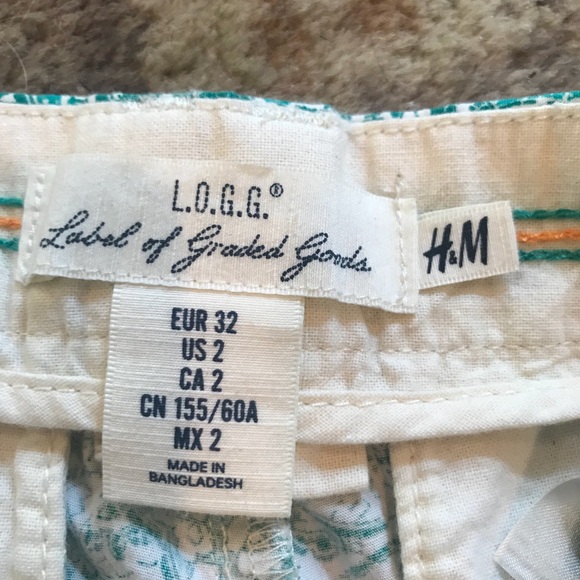 L.O.G.G.®
Label of Graded Goods
H&M
EUR 32
US 2
CA 2
CN 155/60A
MX 2
MADE IN
BANGLADESH